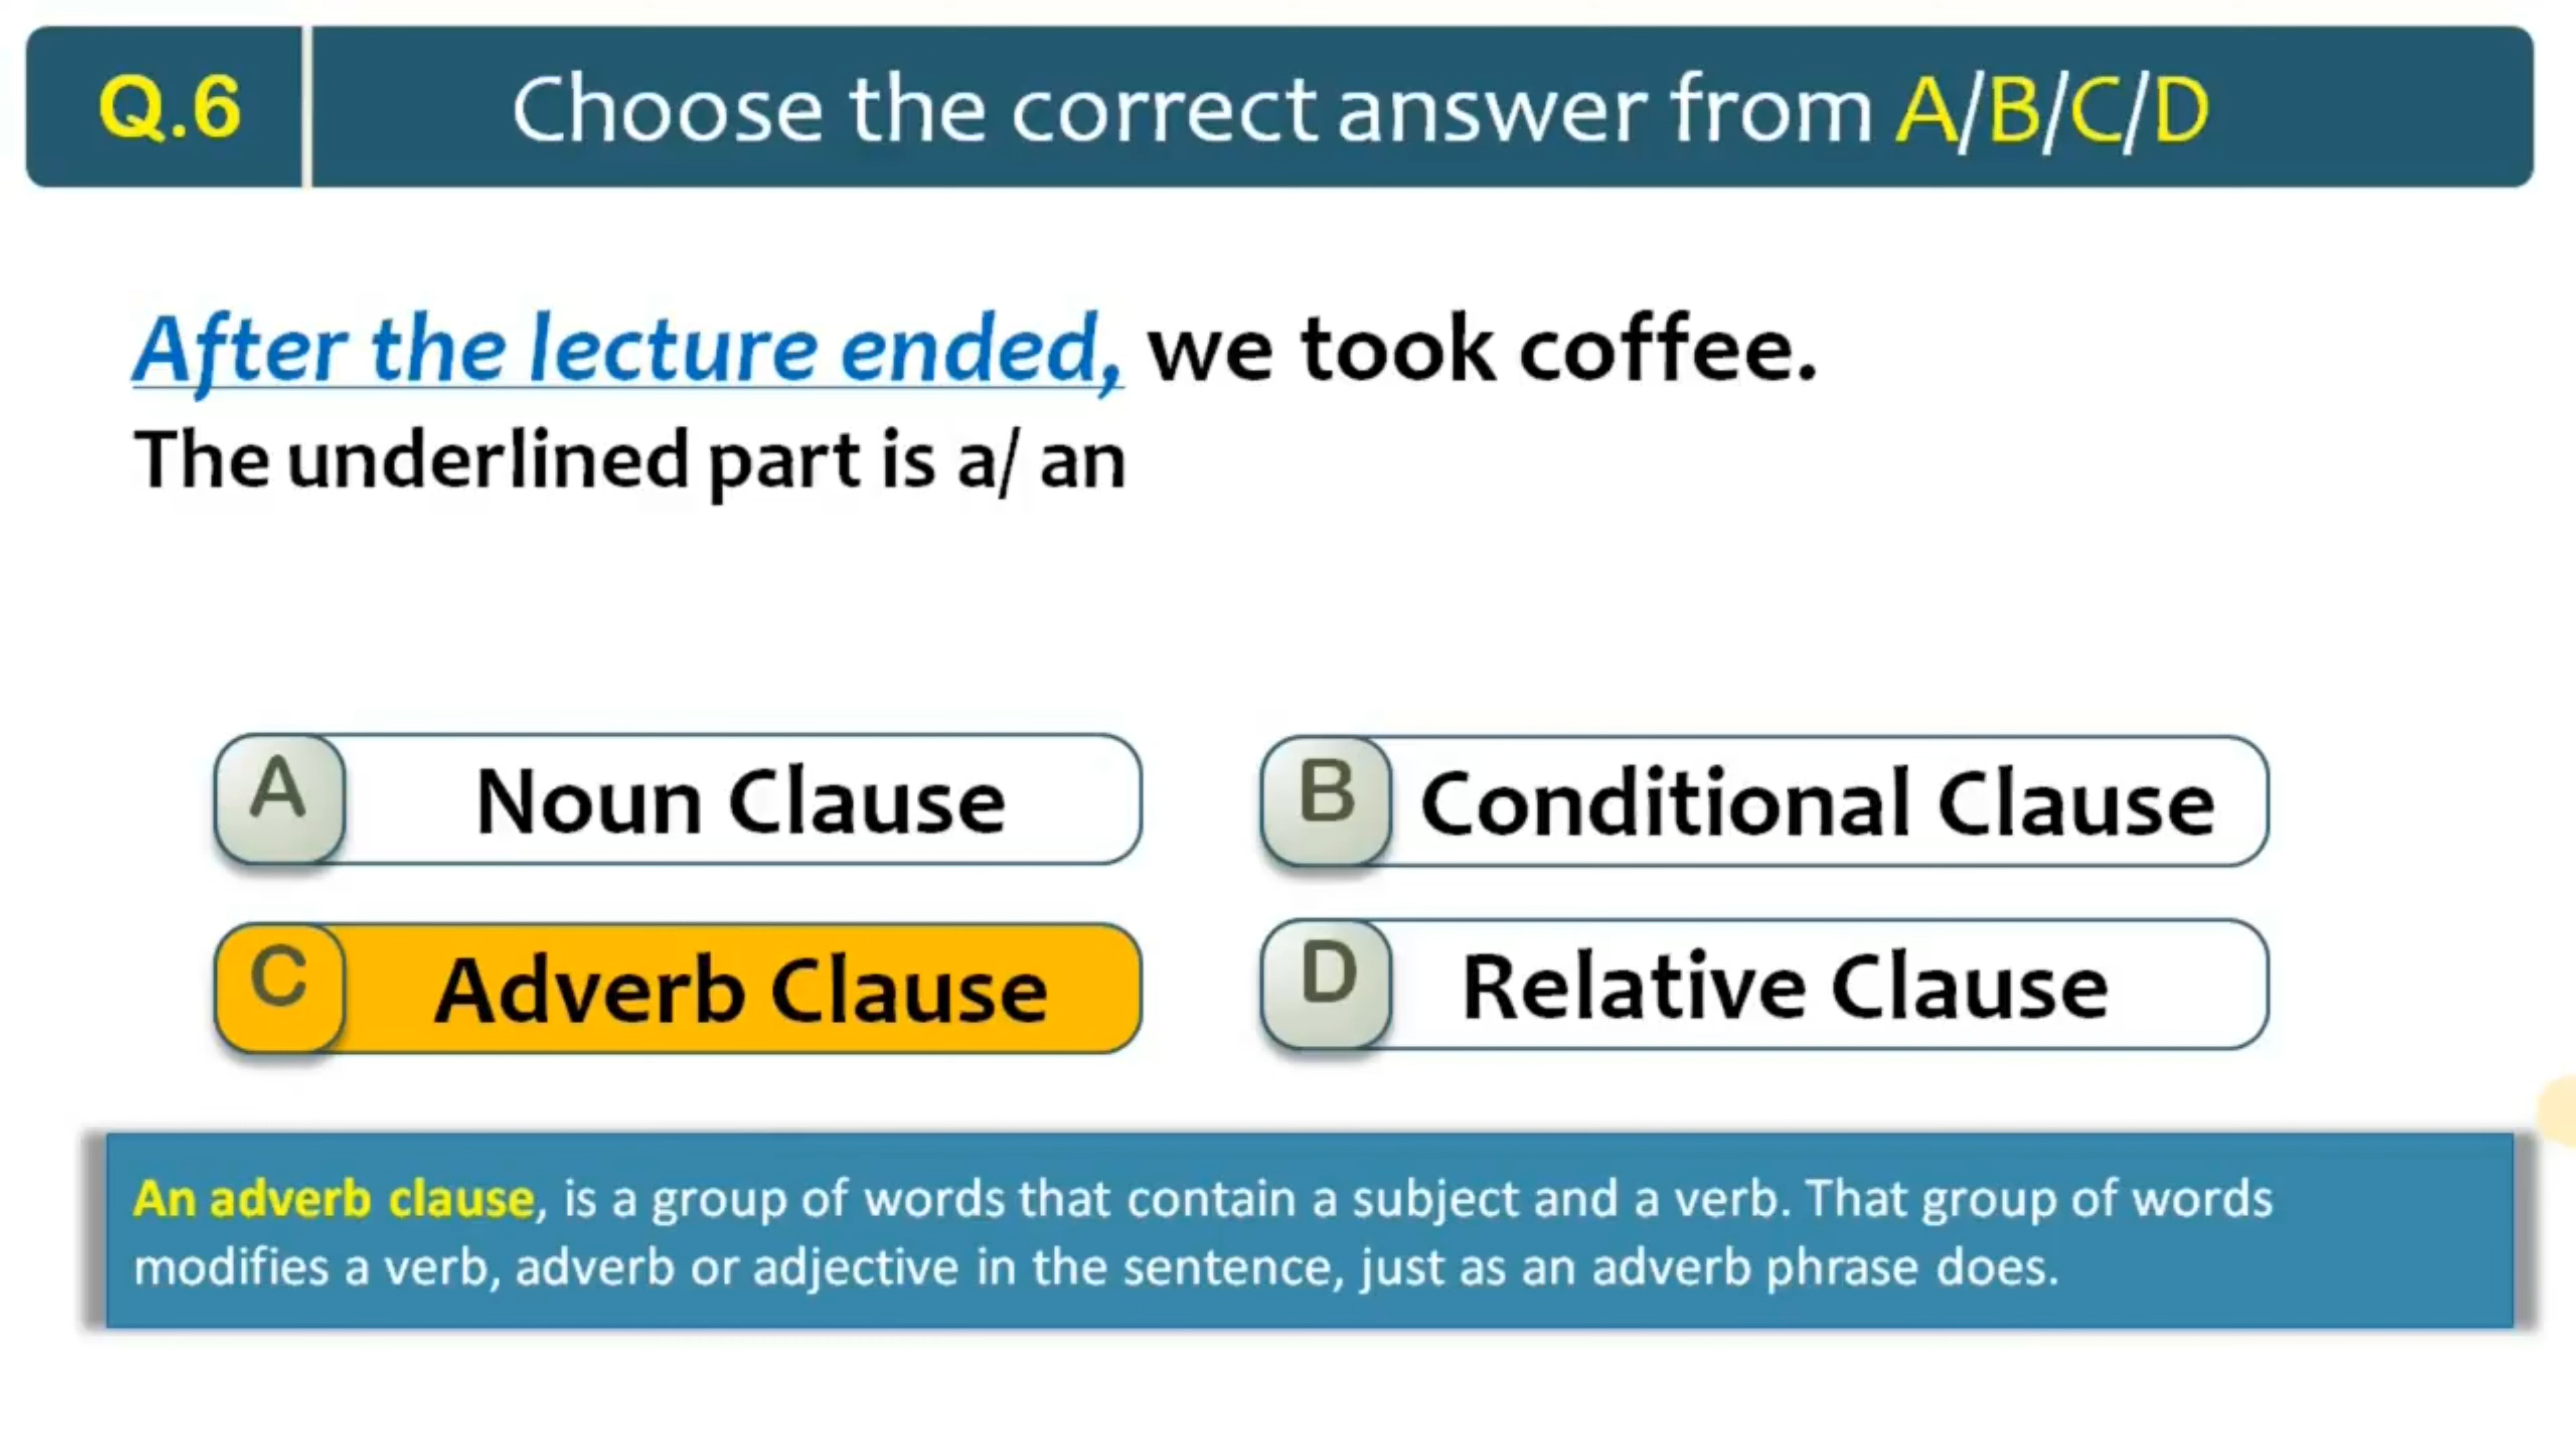 Q.6 Choose the correct answer from A/B/C/D
After the lecture ended, we took coffee.
The underlined part is a/ an
A Noun Clause
B Conditional Clause
C Adverb Clause
D Relative Clause
An adverb clause, is a group of words that contain a subject and a verb. That group of words
modifies a verb, adverb or adjective in the sentence, just as an adverb phrase does.